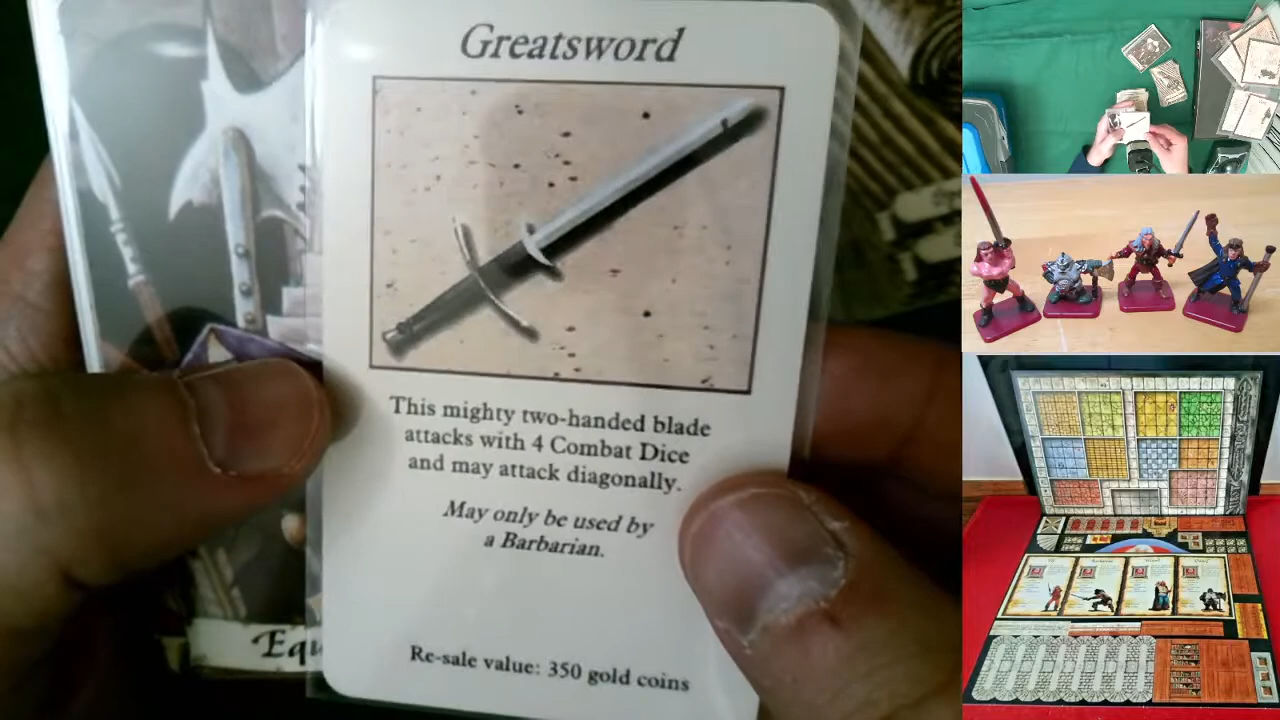 Greatsword
This mighty two-handed blade
attacks with 4 Combat Dice
and may attack diagonally.
May only be used by
a Barbarian.
Re-sale value: 350 gold coins
Equ